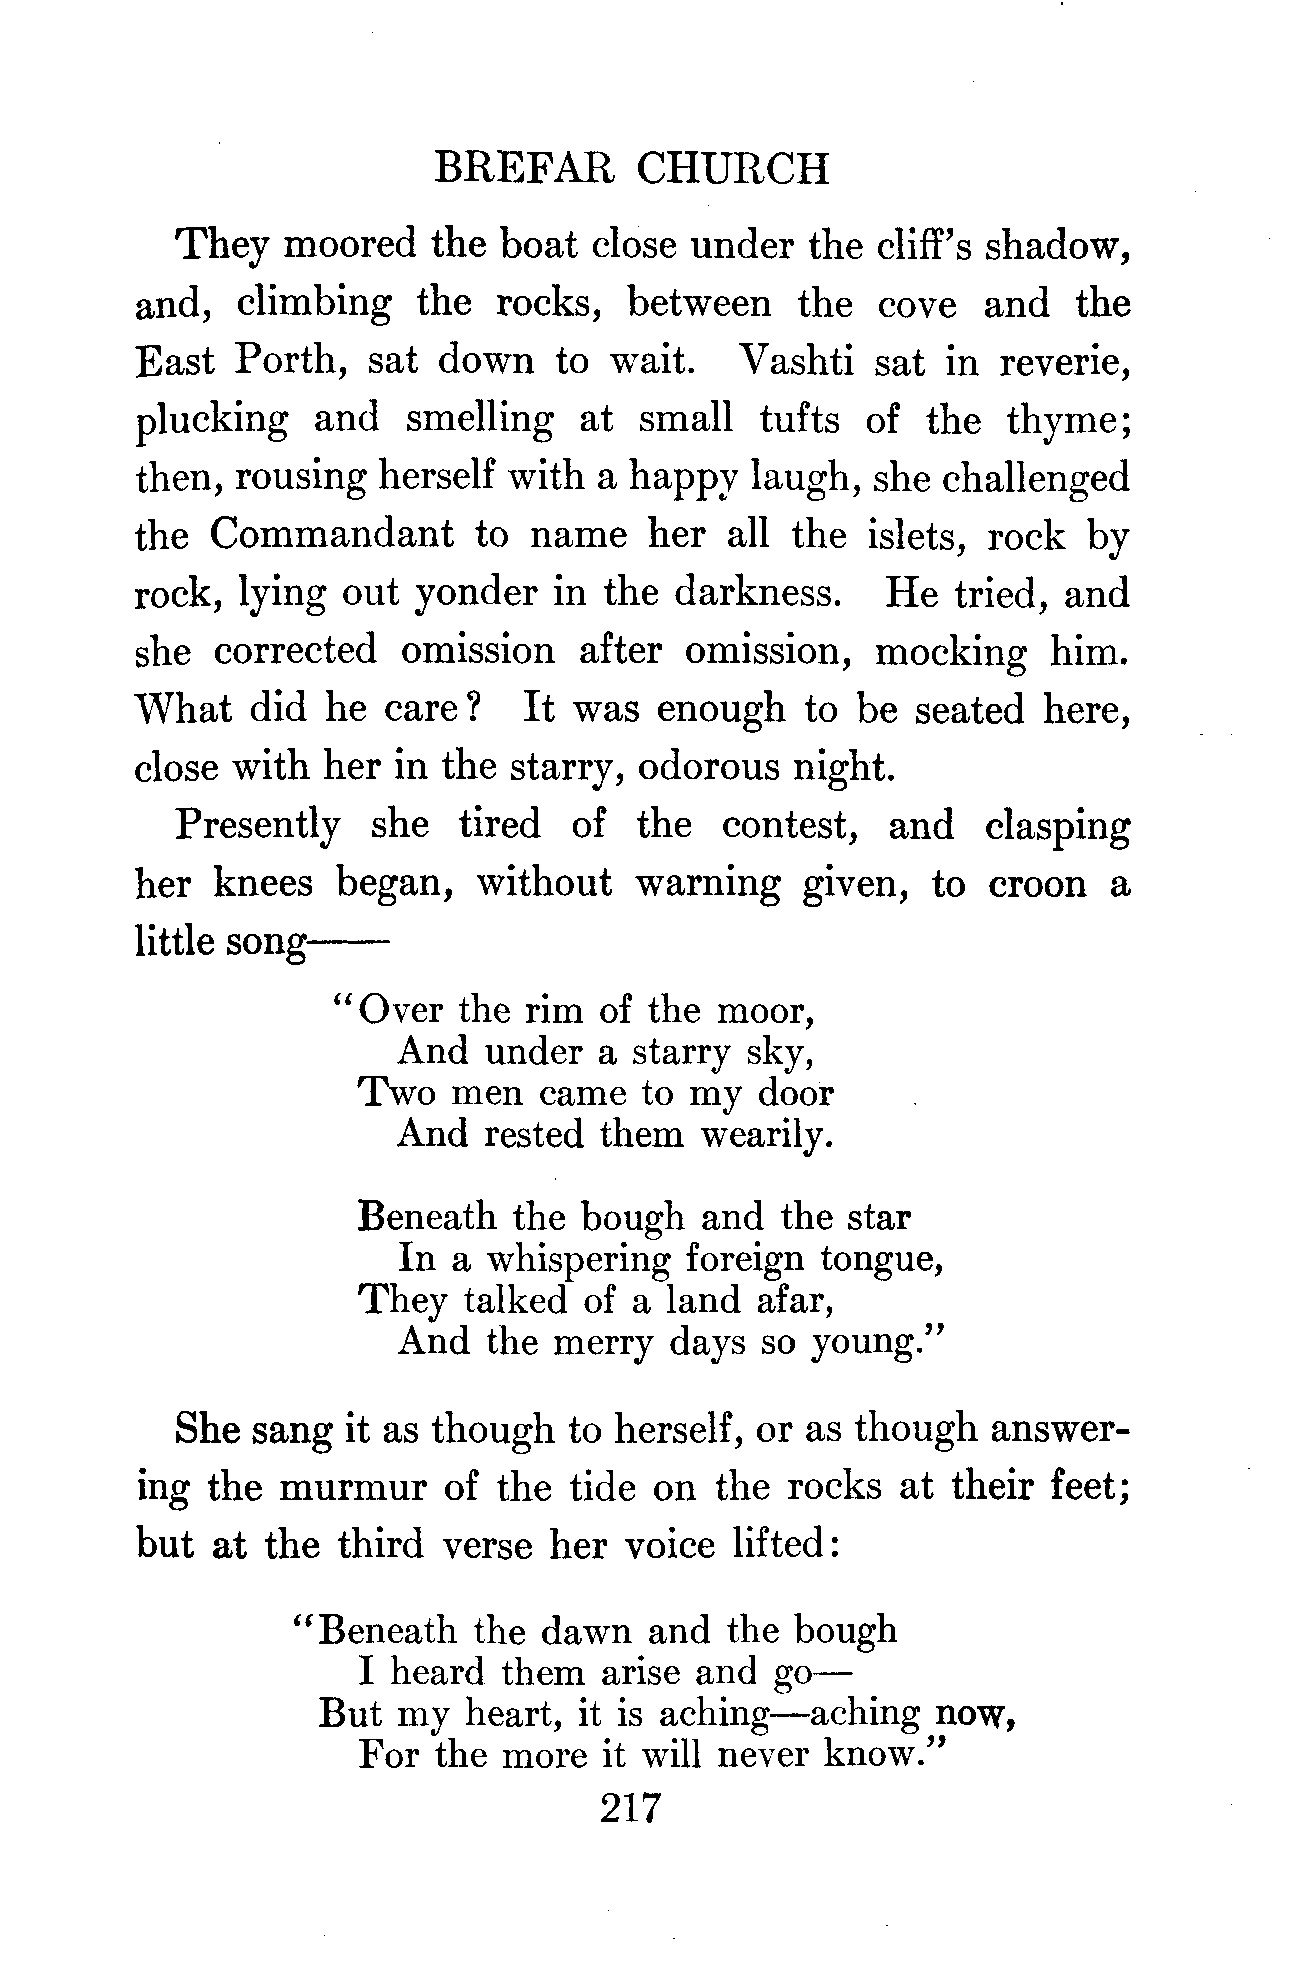 BREFAR CHURCH
They moored the boat close under the cliff's shadow,
and, climbing the rocks, between the cove and the
East Porth, sat down to wait. Vashti sat in reverie,
plucking and smelling at small tufts of the thyme;
then, rousing herself with a happy laugh, she challenged
the Commandant to name her all the islets, rock by
rock, lying out yonder in the darkness. He tried, and
she corrected omission after omission, mocking him.
What did he care? It was enough to be seated here,
close with her in the starry, odorous night.
Presently she tired of the contest, and clasping
her knees began, without warning given, to croon a
little song——
"Over the rim of the moor,
And under a starry sky,
Two men came to my door
And rested them wearily.
Beneath the bough and the star
In a whispering foreign tongue,
They talked of a land afar,
And the merry days so young."
She sang it as though to herself, or as though answer-
ing the murmur of the tide on the rocks at their feet;
but at the third verse her voice lifted:
"Beneath the dawn and the bough
I heard them arise and go—
But my heart, it is aching—aching now,
For the more it will never know."
217